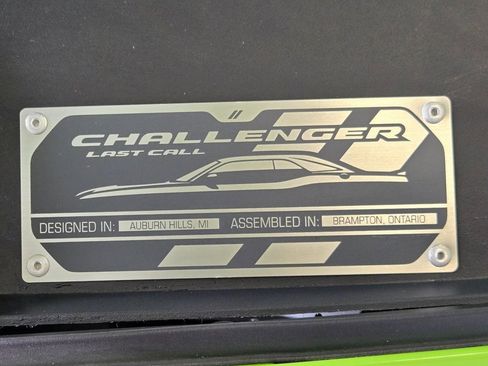 CHALLENGER
LAST CALL
DESIGNED IN: AUBURN HILLS, MI ASSEMBLED IN: BRAMPTON, ONTARIO